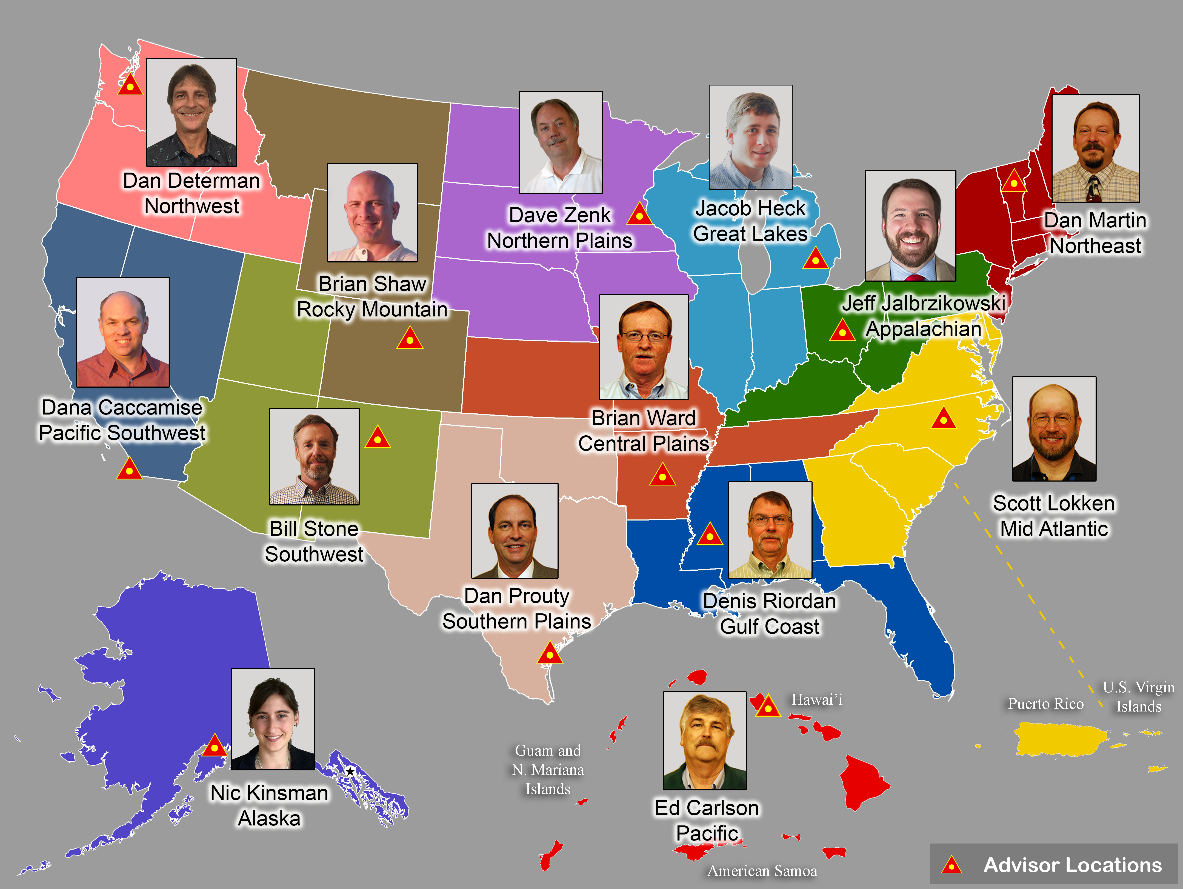 Dan Determan
Northwest
Dave Zenk
Northern Plains
Jacob Heck
Great Lakes
Dan Martin
Northeast
Brian Shaw
Rocky Mountain
Jeff Jalbrzikowski
Appalachian
Dana Caccamise
Pacific Southwest
Brian Ward
Central Plains
Scott Lokken
Mid Atlantic
Bill Stone
Southwest
Dan Prouty
Southern Plains
Denis Riordan
Gulf Coast
Nic Kinsman
Alaska
Guam and
N. Mariana
Islands
Hawai'i
Ed Carlson
Pacific
American Samoa
Puerto Rico
U.S. Virgin
Islands
Advisor Locations